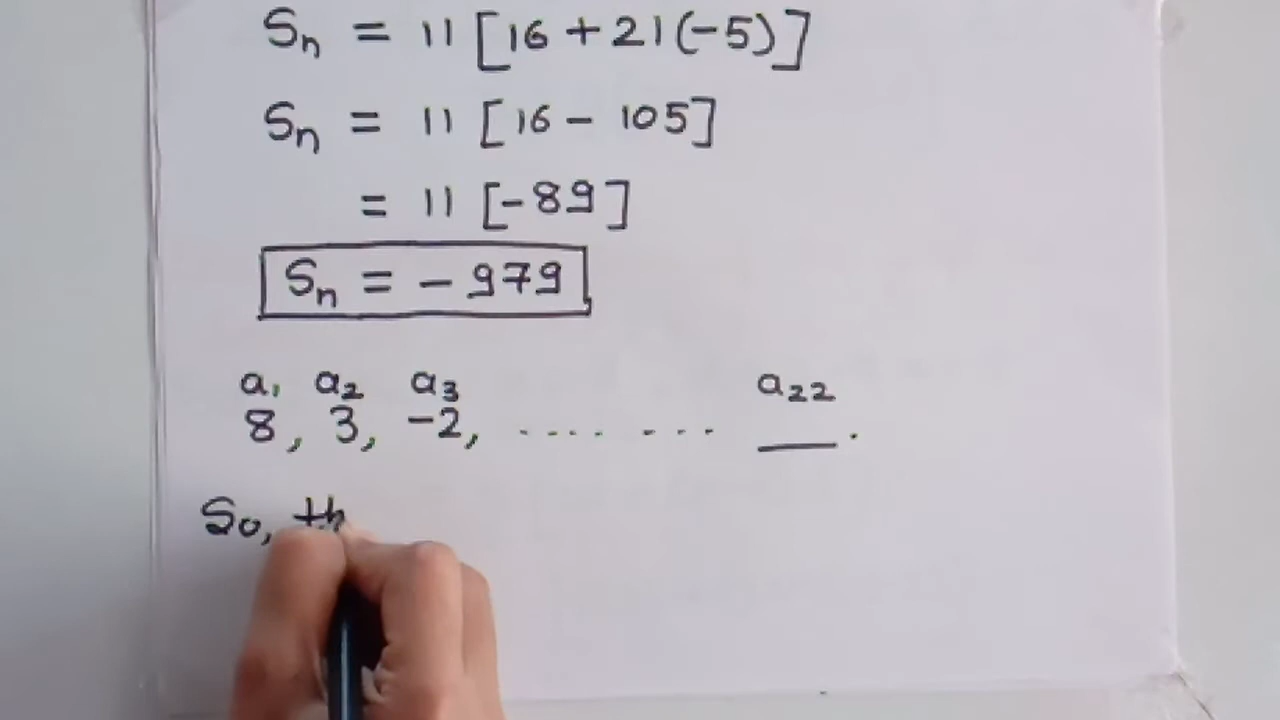 Sn = 11 [16 + 21(-5)]
Sn = 11 [16 - 105]
= 11 [-89]
Sn = - 979
a1 a2 a3 a22
8, 3, -2, .... ... ___.
So, th